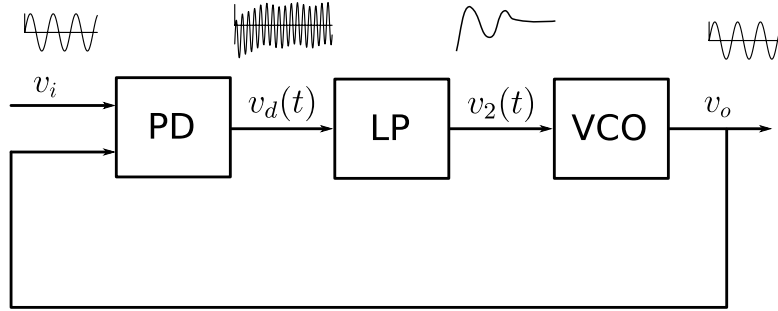 v_i
PD
v_d(t)
LP
v_2(t)
VCO
v_o